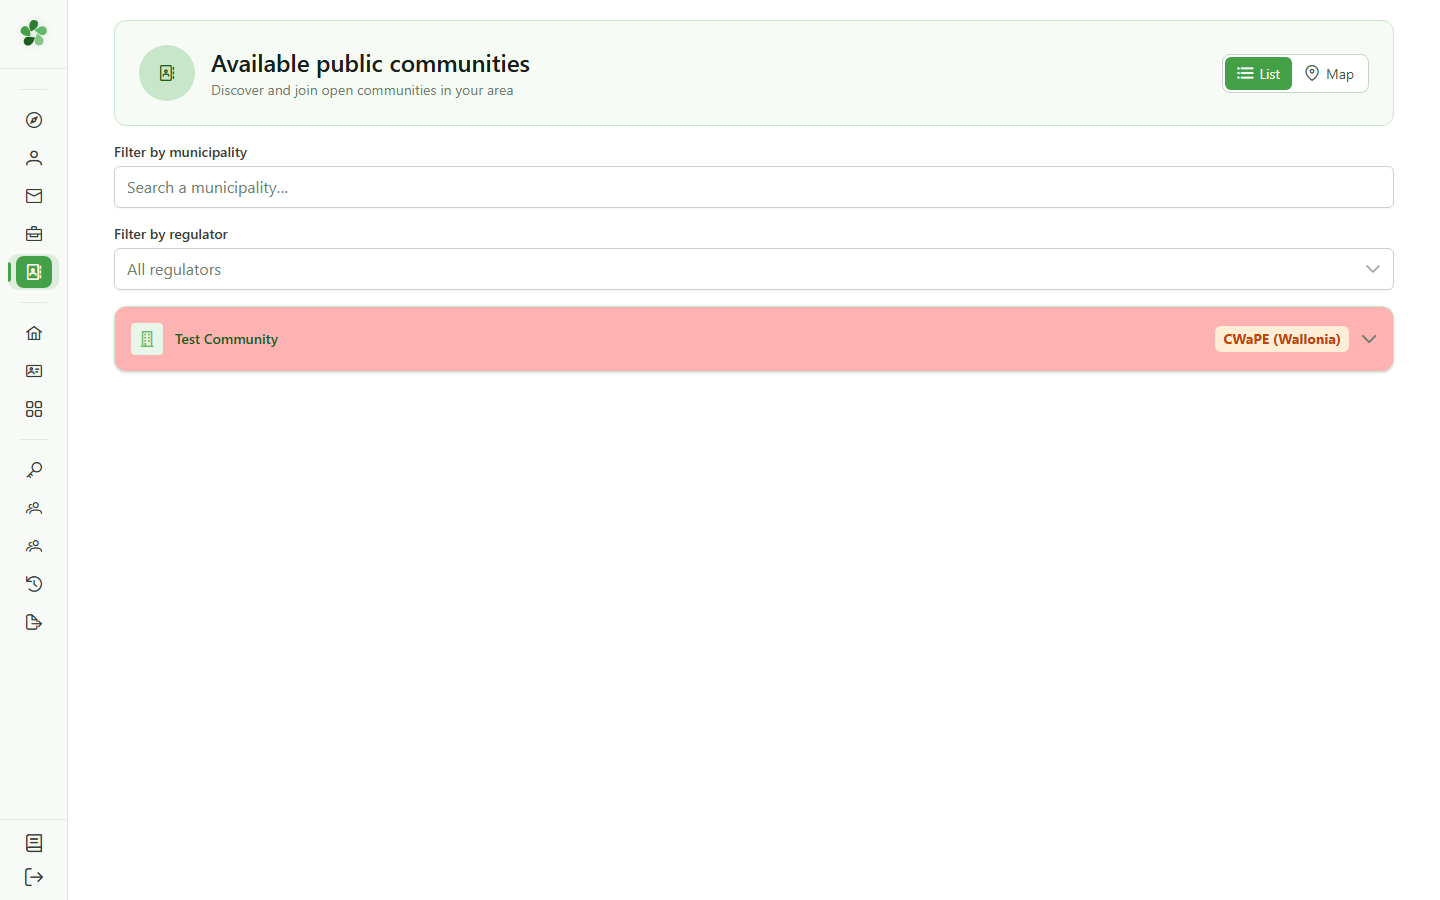 Available public communities
Discover and join open communities in your area
List
Map
Filter by municipality
Search a municipality...
Filter by regulator
All regulators
Test Community
CWaPE (Wallonia)